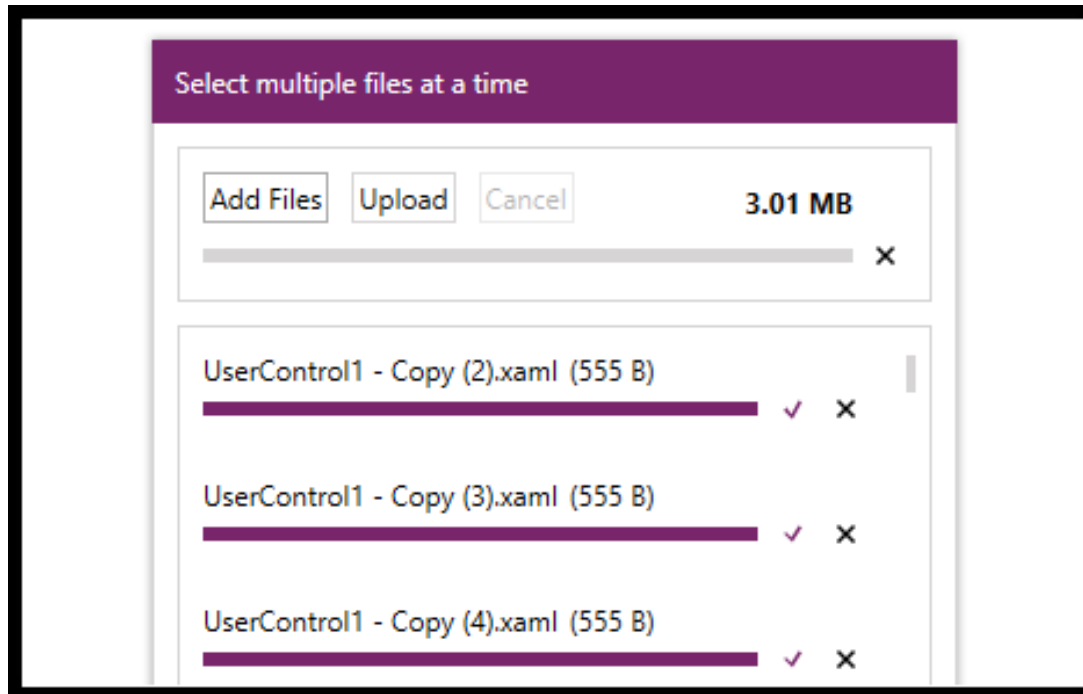 Select multiple files at a time
Add Files Upload Cancel 3.01 MB
UserControl1 - Copy (2).xaml (555 B)
UserControl1 - Copy (3).xaml (555 B)
UserControl1 - Copy (4).xaml (555 B)